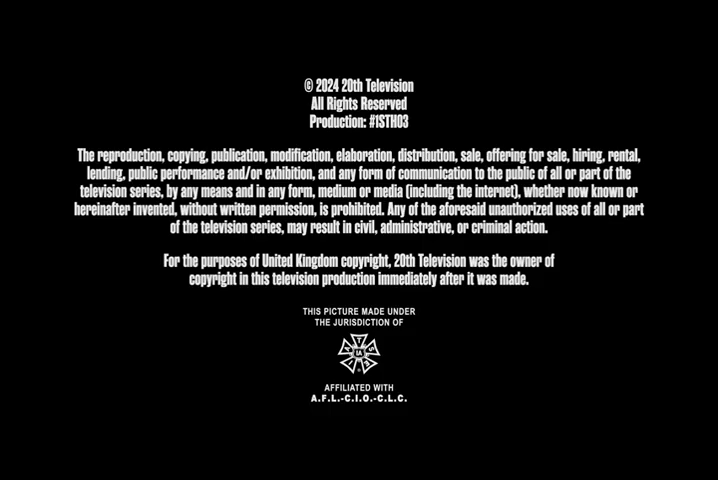 © 2024 20th Television
All Rights Reserved
Production: #1STH03
The reproduction, copying, publication, modification, elaboration, distribution, sale, offering for sale, hiring, rental,
lending, public performance and/or exhibition, and any form of communication to the public of all or part of the
television series, by any means and in any form, medium or media (including the internet), whether now known or
hereinafter invented, without written permission, is prohibited. Any of the aforesaid unauthorized uses of all or part
of the television series, may result in civil, administrative, or criminal action.
For the purposes of United Kingdom copyright, 20th Television was the owner of
copyright in this television production immediately after it was made.
THIS PICTURE MADE UNDER
THE JURISDICTION OF
I A T S E
IA
AFFILIATED WITH
A.F.L.-C.I.O.-C.L.C.